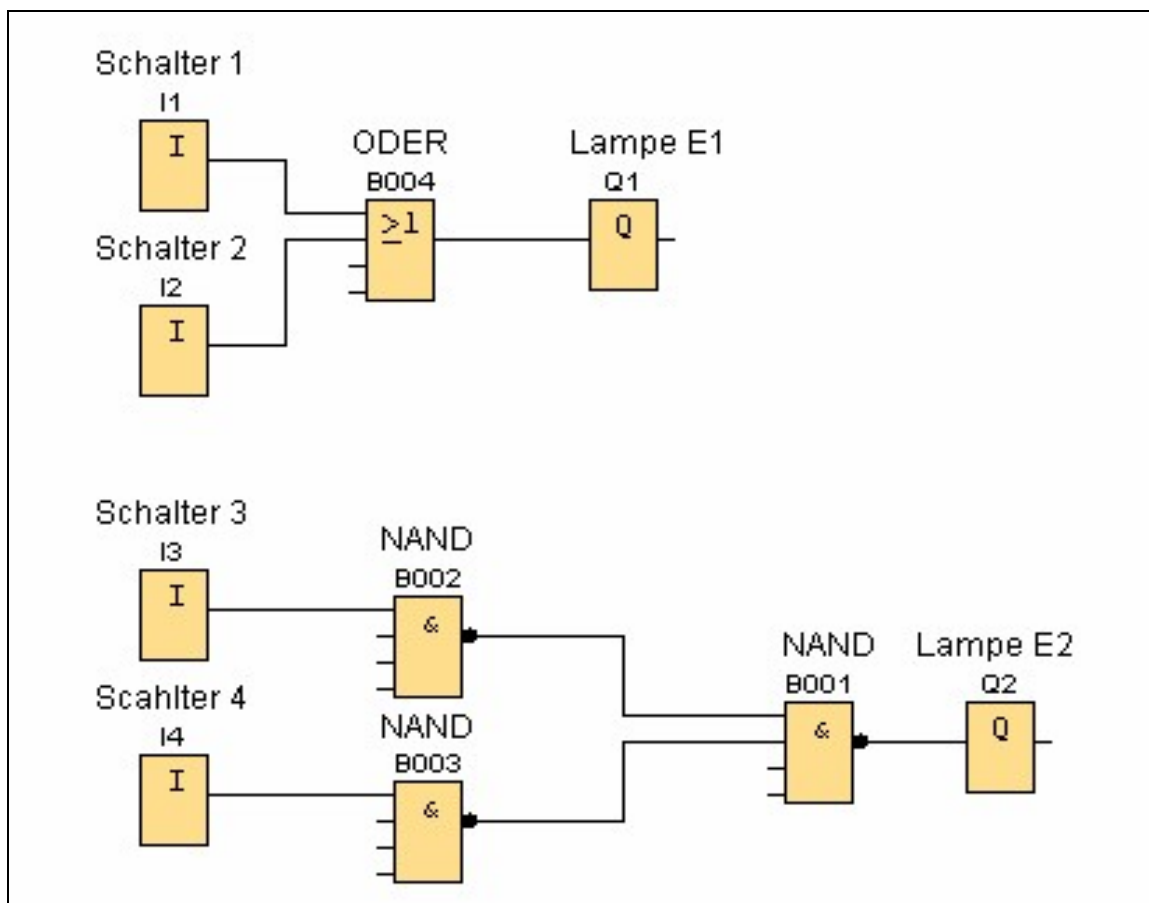 Schalter 1
I1
I
ODER
B004
>1
Lampe E1
Q1
Q
Schalter 2
I2
I
Schalter 3
I3
I
NAND
B002
&
Scahlter 4
I4
I
NAND
B003
&
NAND
B001
&
Lampe E2
Q2
Q